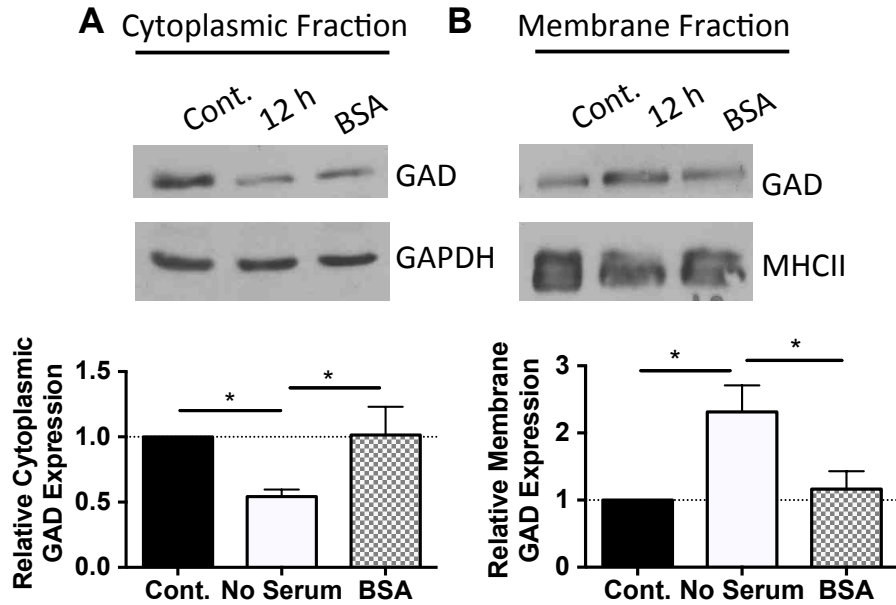 A Cytoplasmic Fraction
Cont. 12 h BSA
GAD
GAPDH
Relative Cytoplasmic
GAD Expression
1.5
1.0
0.5
0.0
*
*
Cont. No Serum BSA
B Membrane Fraction
Cont. 12 h BSA
GAD
MHCII
Relative Membrane
GAD Expression
3
2
1
0
*
*
Cont. No Serum BSA